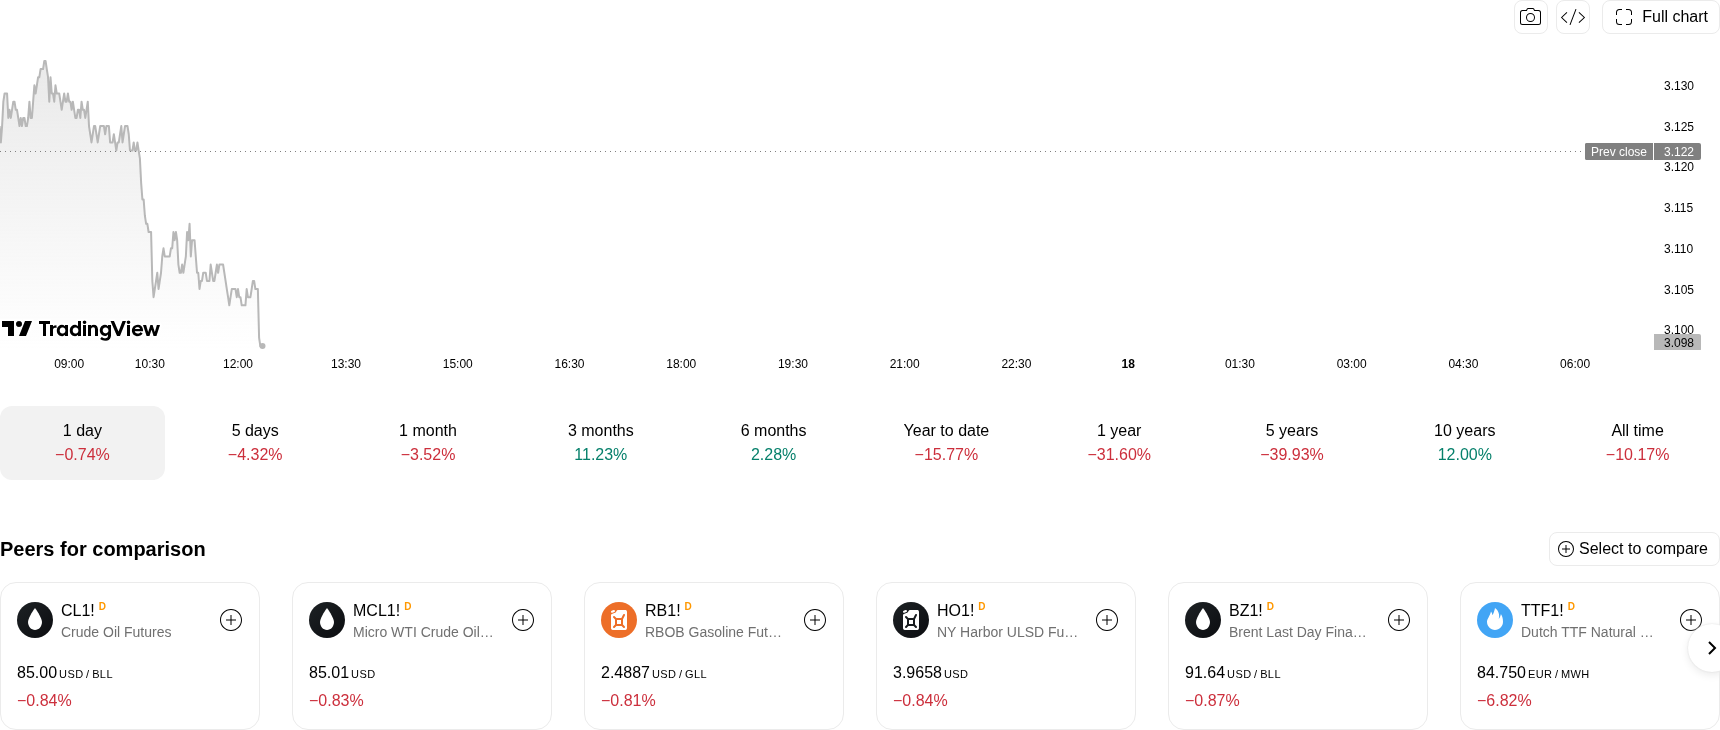 Full chart
3.130
3.125
Prev close 3.122
3.120
3.115
3.110
3.105
3.100
3.098
TradingView
09:00 10:30 12:00 13:30 15:00 16:30 18:00 19:30 21:00 22:30 18 01:30 03:00 04:30 06:00
1 day 5 days 1 month 3 months 6 months Year to date 1 year 5 years 10 years All time
−0.74% −4.32% −3.52% 11.23% 2.28% −15.77% −31.60% −39.93% 12.00% −10.17%
Peers for comparison
Select to compare
CL1! D
Crude Oil Futures
85.00 USD / BLL
−0.84%
MCL1! D
Micro WTI Crude Oil…
85.01 USD
−0.83%
RB1! D
RBOB Gasoline Fut…
2.4887 USD / GLL
−0.81%
HO1! D
NY Harbor ULSD Fu…
3.9658 USD
−0.84%
BZ1! D
Brent Last Day Fina…
91.64 USD / BLL
−0.87%
TTF1! D
Dutch TTF Natural …
84.750 EUR / MWH
−6.82%